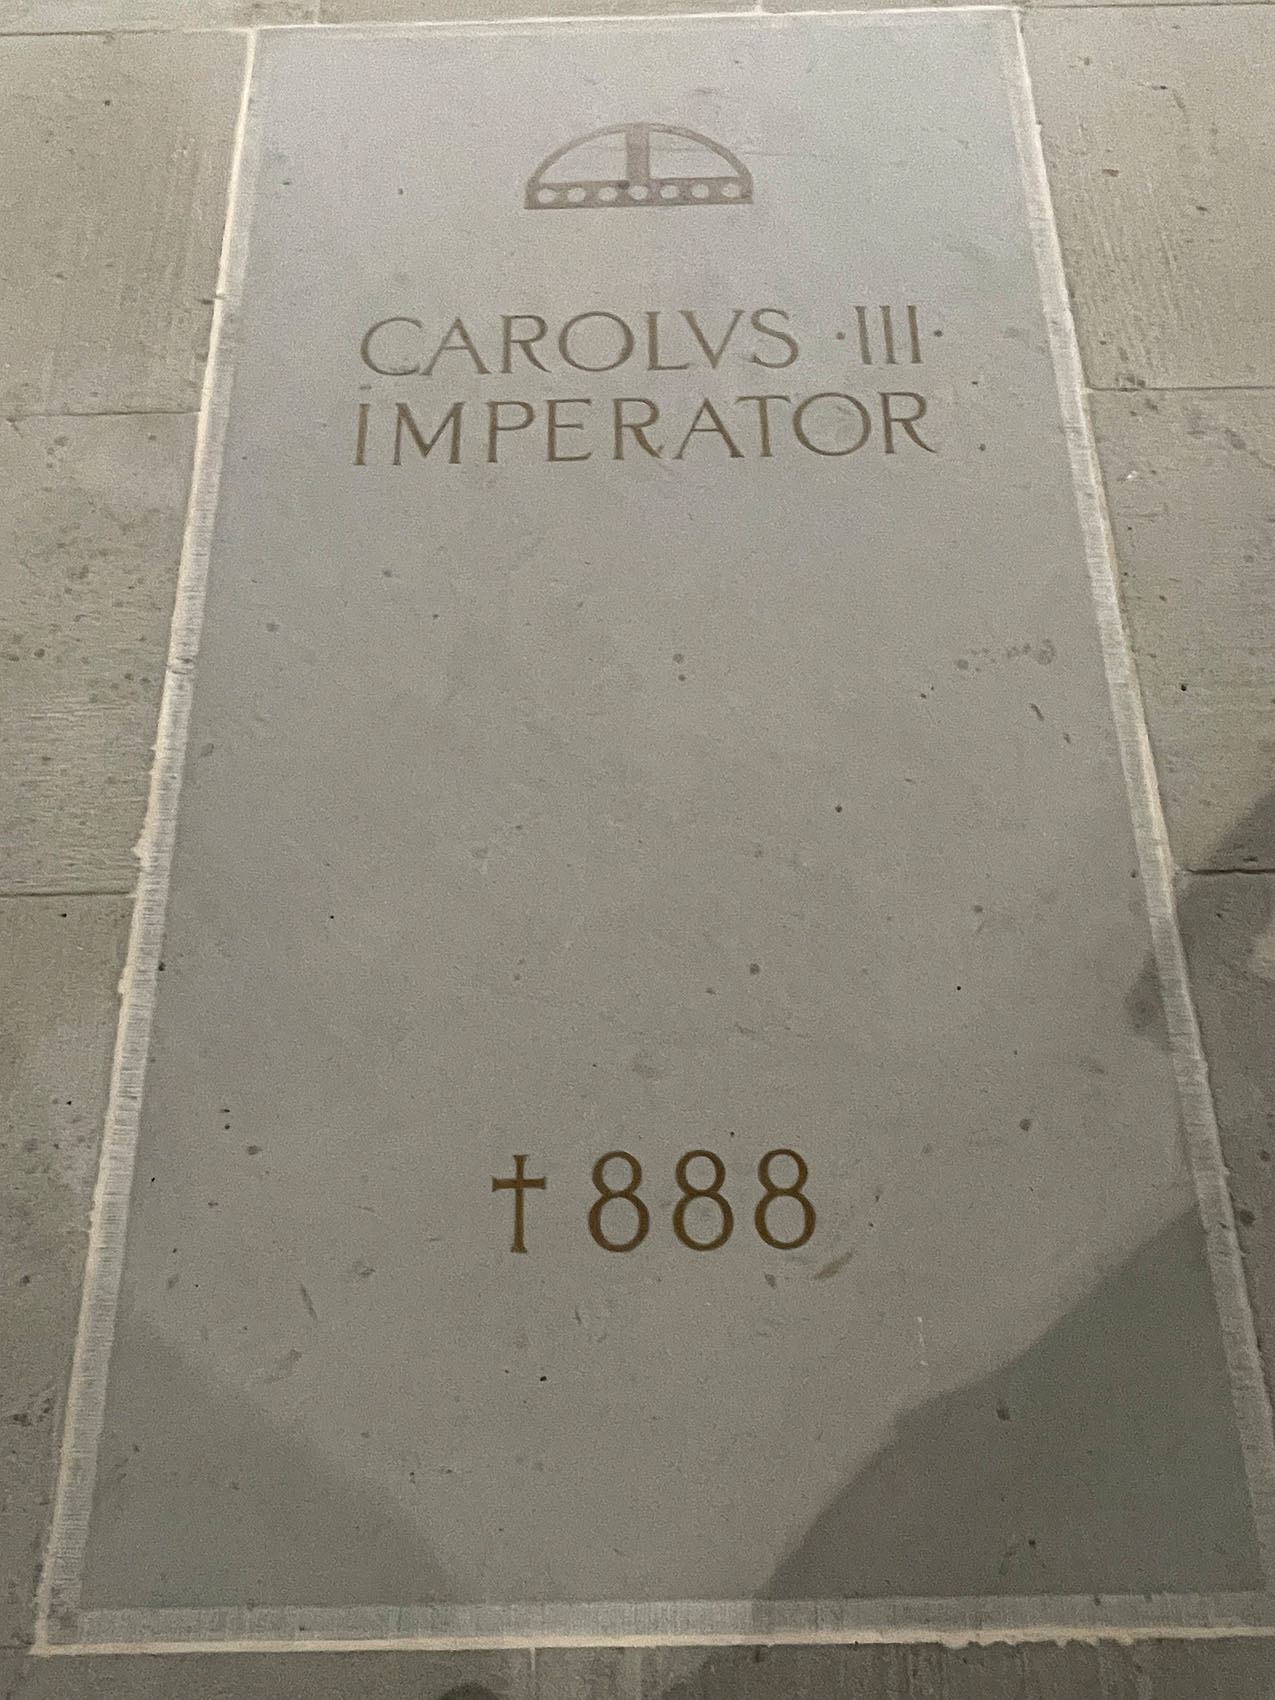 CAROLVS ·III·
IMPERATOR
† 888